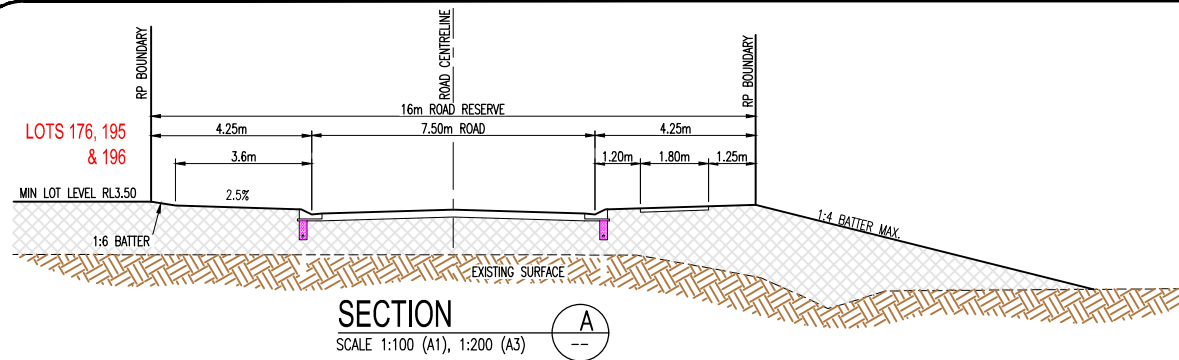 RP BOUNDARY
ROAD CENTRELINE
RP BOUNDARY
16m ROAD RESERVE
LOTS 176, 195
& 196
4.25m
7.50m ROAD
4.25m
3.6m
1.20m
1.80m
1.25m
MIN LOT LEVEL RL3.50
2.5%
1:6 BATTER
1:4 BATTER MAX.
EXISTING SURFACE
SECTION
SCALE 1:100 (A1), 1:200 (A3)
A
--